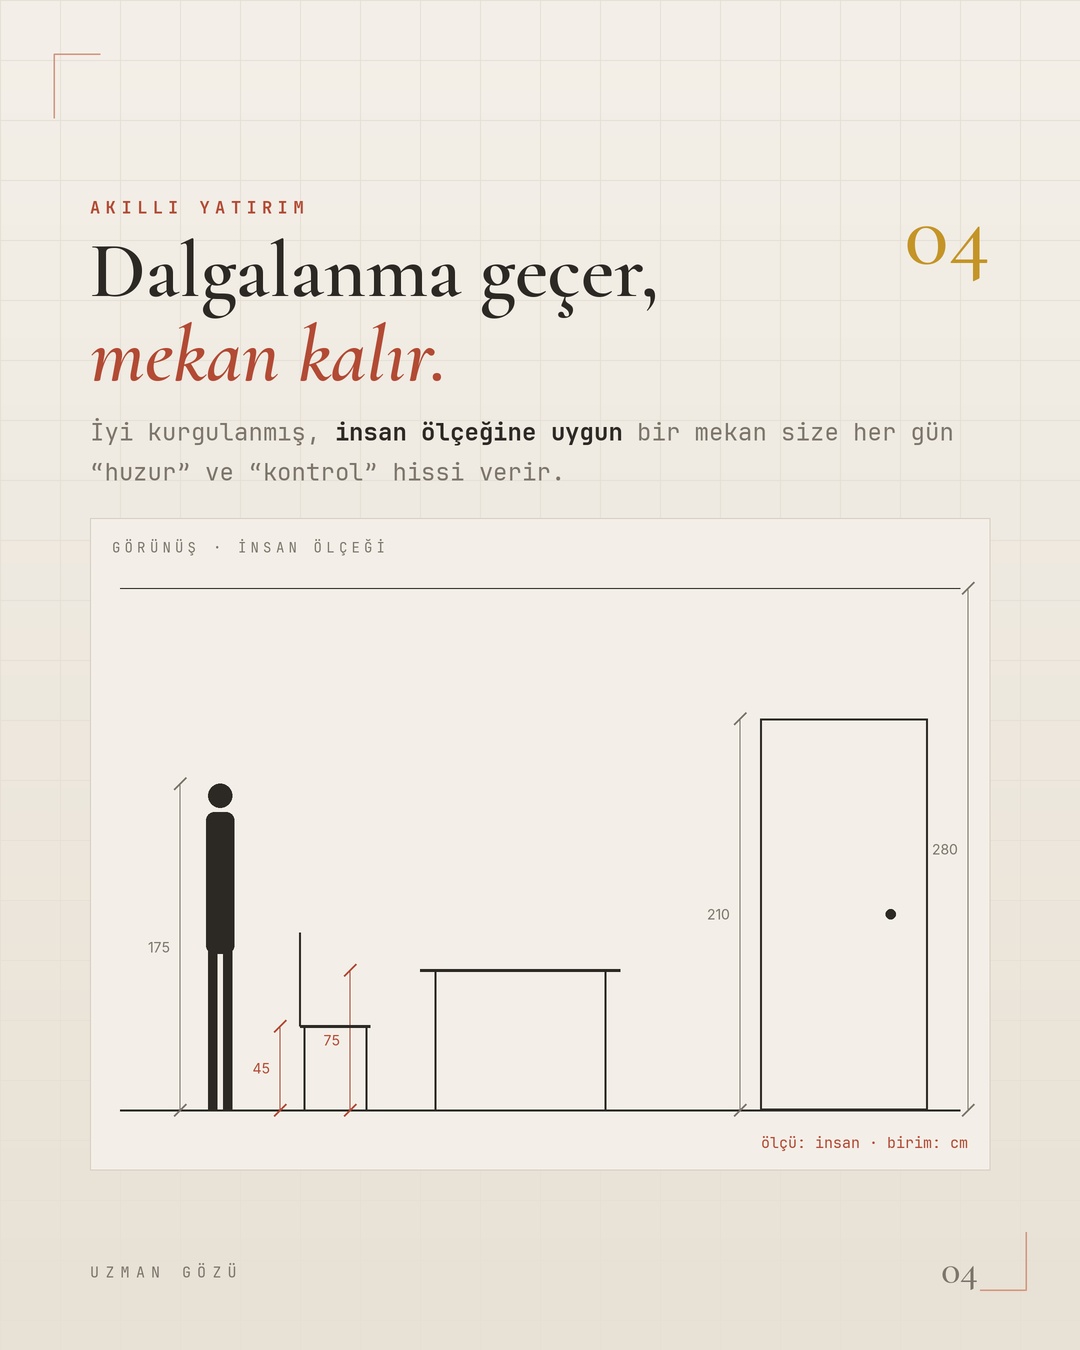 AKILLI YATIRIM
04
Dalgalanma geçer,
mekan kalır.
İyi kurgulanmış, insan ölçeğine uygun bir mekan size her gün
“huzur” ve “kontrol” hissi verir.
GÖRÜNÜŞ · İNSAN ÖLÇEĞİ
280
210
175
75
45
ölçü: insan · birim: cm
UZMAN GÖZÜ
04